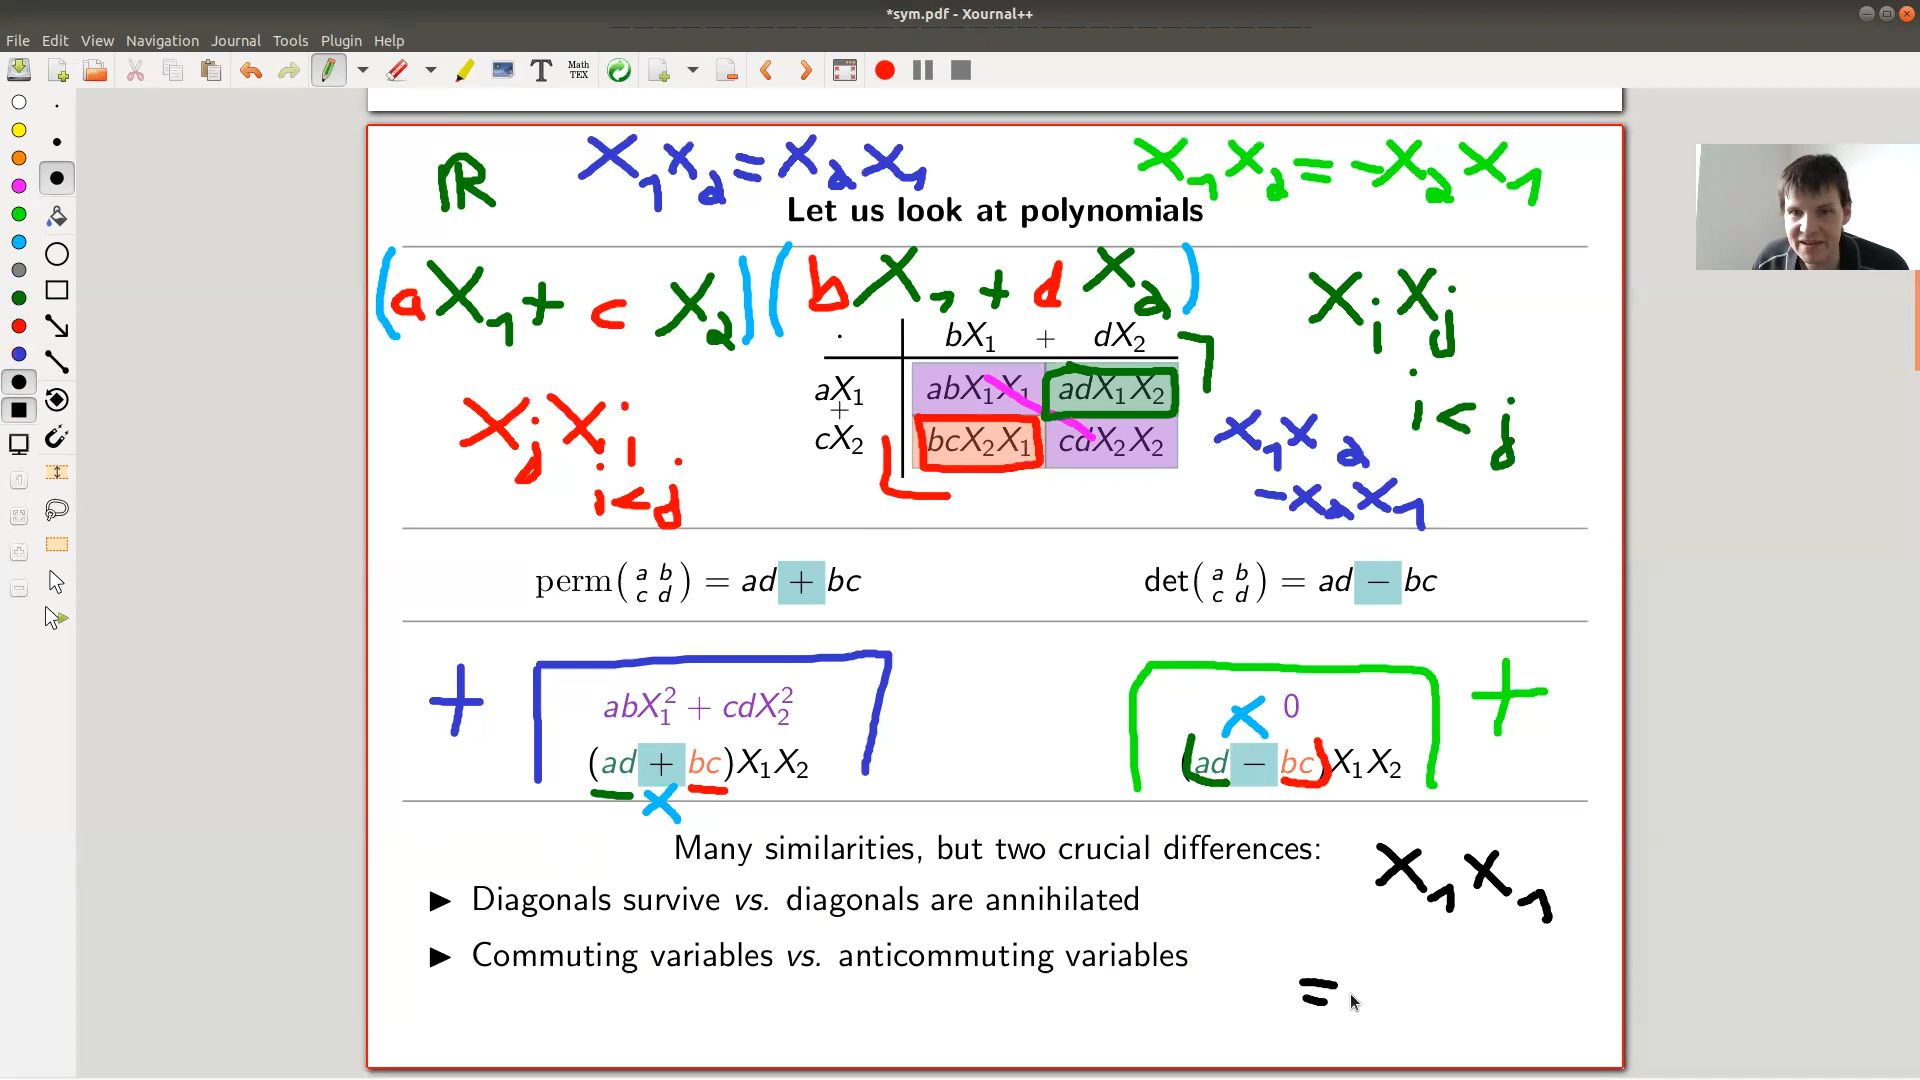 *sym.pdf - Xournal++
File Edit View Navigation Journal Tools Plugin Help
Math TEX
ℝ X₁X₂=X₂X₁ X₁X₂=-X₂X₁
Let us look at polynomials
(aX₁+cX₂)(bX₁+dX₂) XᵢXⱼ
i<j
· bX₁ + dX₂
aX₁ abX₁X₁ adX₁X₂
+
cX₂ bcX₂X₁ cdX₂X₂
XⱼXᵢ
i<j
X₁X₂
-X₂X₁
perm(a b c d) = ad + bc det(a b c d) = ad − bc
+ abX₁² + cdX₂² X 0 +
(ad + bc)X₁X₂ (ad − bc)X₁X₂
X
Many similarities, but two crucial differences:
X₁X₁
▶ Diagonals survive vs. diagonals are annihilated
▶ Commuting variables vs. anticommuting variables
=